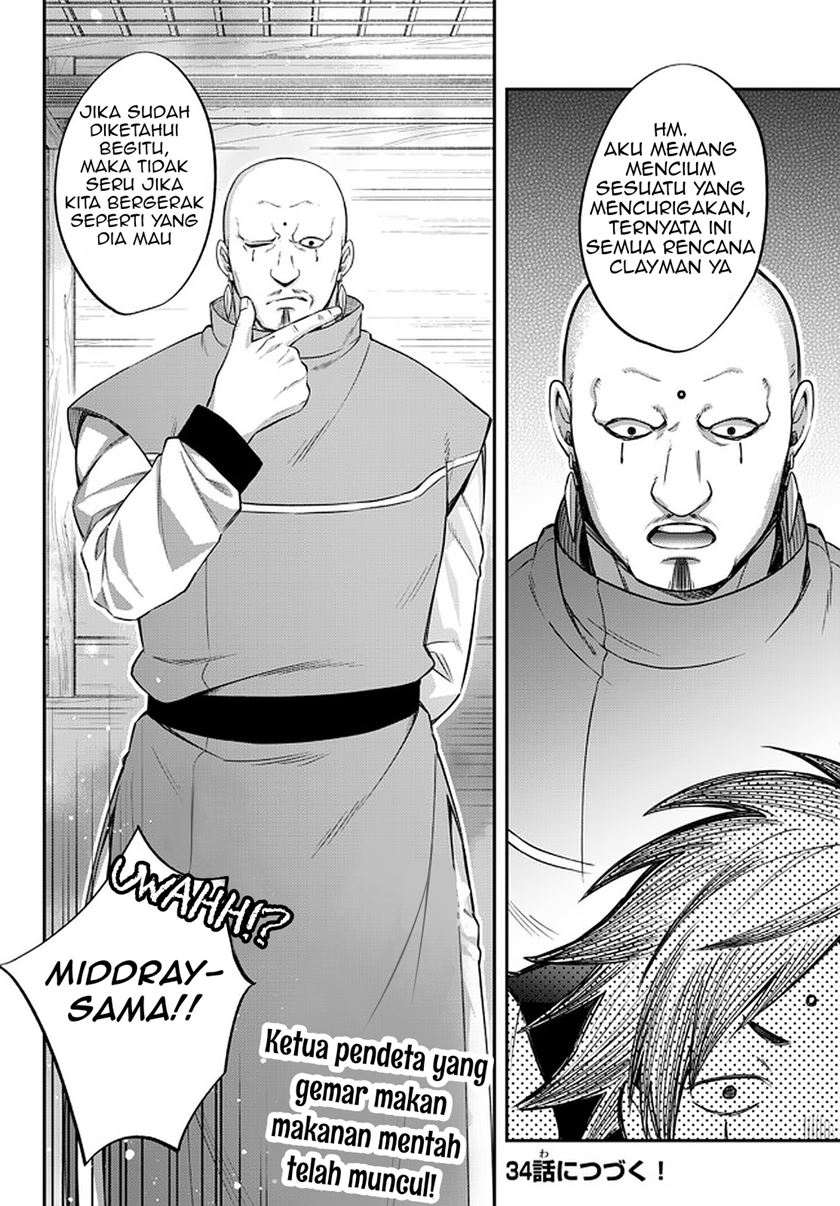 HM.
AKU MEMANG
MENCIUM
SESUATU YANG
MENCURIGAKAN,
TERNYATA INI
SEMUA RENCANA
CLAYMAN YA
JIKA SUDAH
DIKETAHUI
BEGITU,
MAKA TIDAK
SERU JIKA
KITA BERGERAK
SEPERTI YANG
DIA MAU
UWAHH!?
MIDDRAY-
SAMA!!
Ketua pendeta yang
gemar makan
makanan mentah
telah muncul!
34話につづく！
わ